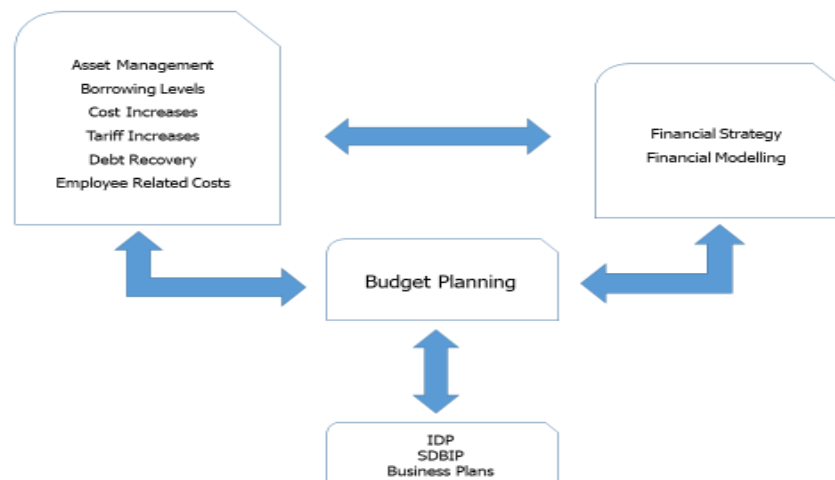 Asset Management
Borrowing Levels
Cost Increases
Tariff Increases
Debt Recovery
Employee Related Costs
Financial Strategy
Financial Modelling
Budget Planning
IDP
SDBIP
Business Plans